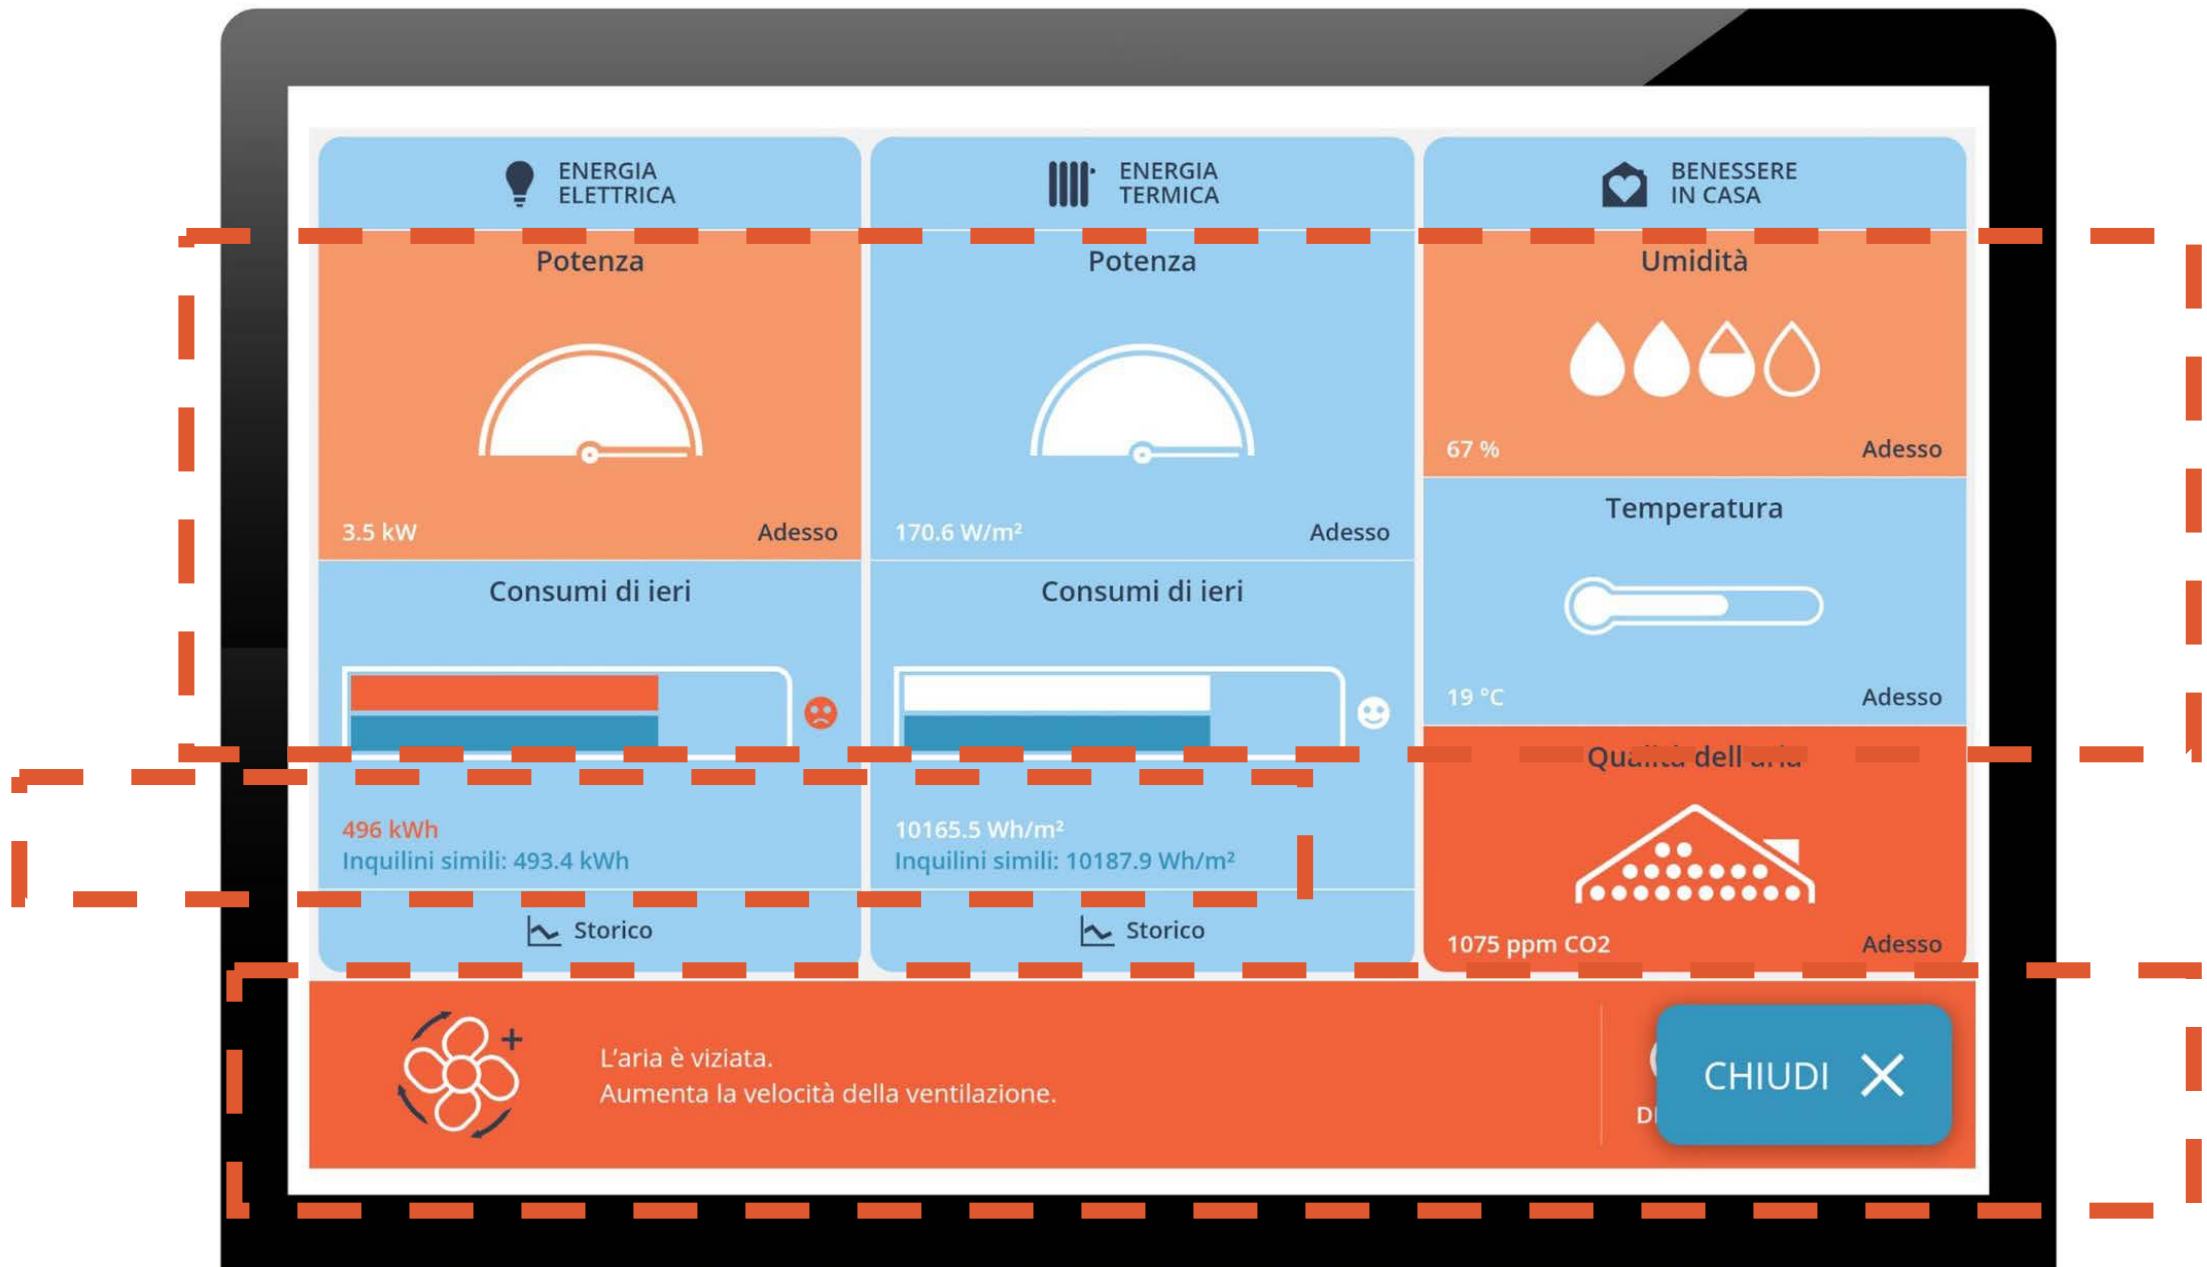 ENERGIA
ELETTRICA
ENERGIA
TERMICA
BENESSERE
IN CASA
Potenza
3.5 kW
Adesso
Consumi di ieri
496 kWh
Inquilini simili: 493.4 kWh
Storico
Potenza
170.6 W/m²
Adesso
Consumi di ieri
10165.5 Wh/m²
Inquilini simili: 10187.9 Wh/m²
Storico
Umidità
67 %
Adesso
Temperatura
19 °C
Adesso
Qualità dell'aria
1075 ppm CO2
Adesso
L'aria è viziata.
Aumenta la velocità della ventilazione.
CHIUDI